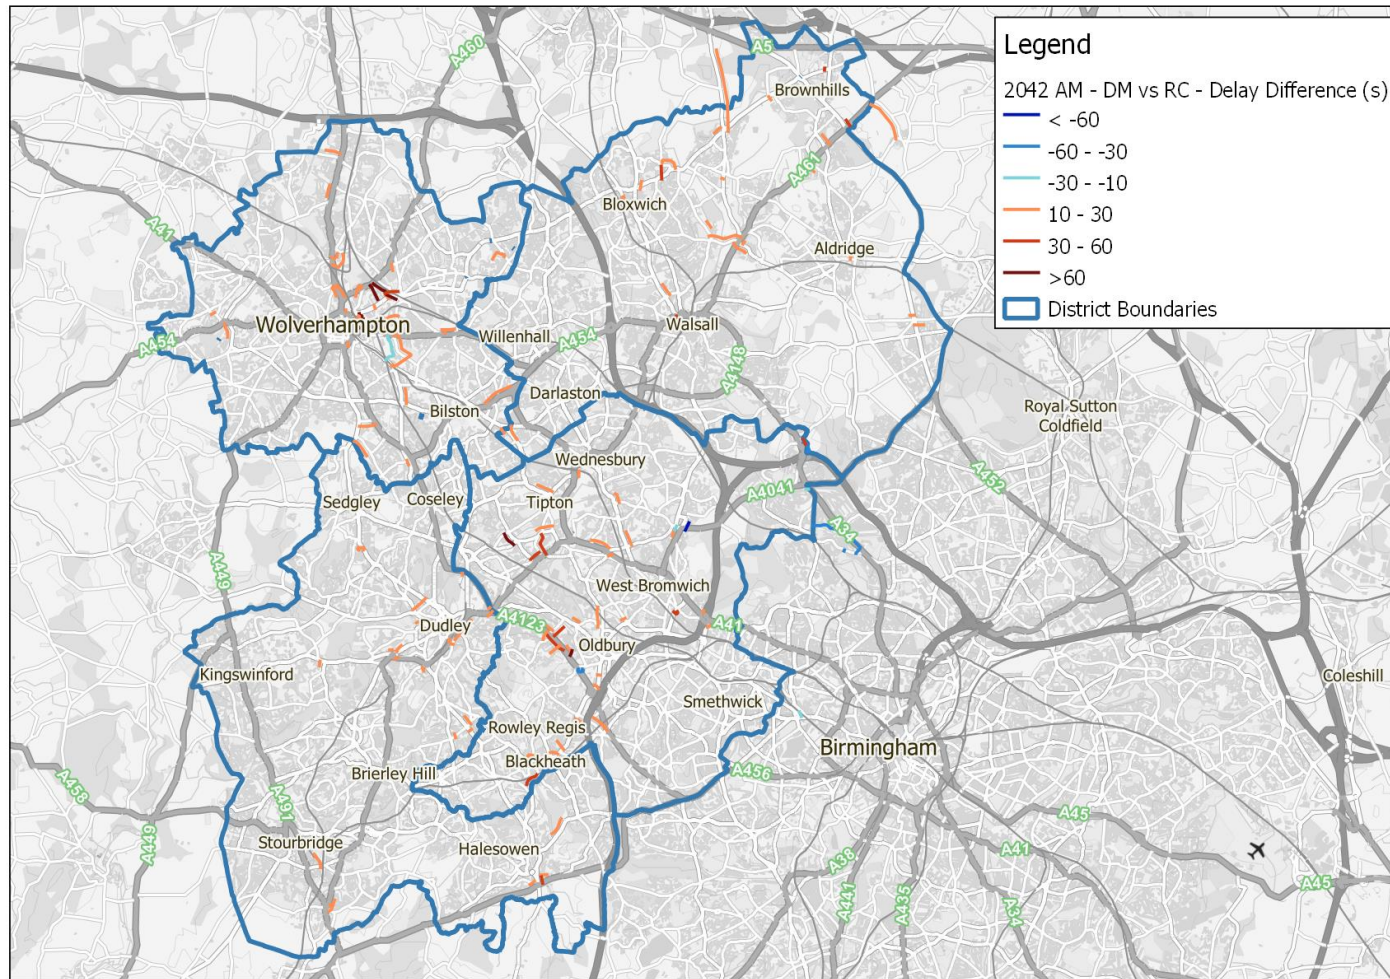 Legend
2042 AM - DM vs RC - Delay Difference (s)
< -60
-60 - -30
-30 - -10
10 - 30
30 - 60
>60
District Boundaries
A460
A5
Brownhills
A461
Bloxwich
A41
Aldridge
Wolverhampton
Willenhall
A454
Walsall
A454
A4148
Darlaston
Bilston
Royal Sutton
Coldfield
Wednesbury
A452
Sedgley
Coseley
Tipton
A4041
A34
A449
West Bromwich
A4123
A41
Dudley
Oldbury
Kingswinford
Coleshill
Smethwick
Rowley Regis
Birmingham
Blackheath
Brierley Hill
A456
A458
A491
A45
A449
Stourbridge
Halesowen
A38
A41
A45
A441
A435
A34